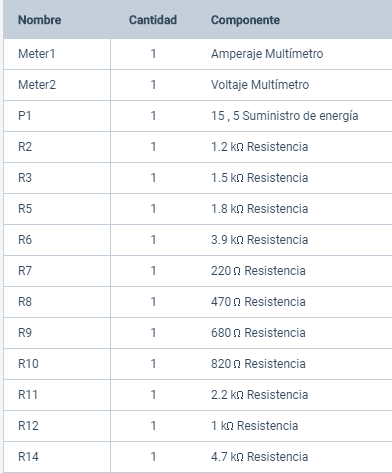 Nombre Cantidad Componente
Meter1 1 Amperaje Multímetro
Meter2 1 Voltaje Multímetro
P1 1 15 , 5 Suministro de energía
R2 1 1.2 kΩ Resistencia
R3 1 1.5 kΩ Resistencia
R5 1 1.8 kΩ Resistencia
R6 1 3.9 kΩ Resistencia
R7 1 220 Ω Resistencia
R8 1 470 Ω Resistencia
R9 1 680 Ω Resistencia
R10 1 820 Ω Resistencia
R11 1 2.2 kΩ Resistencia
R12 1 1 kΩ Resistencia
R14 1 4.7 kΩ Resistencia